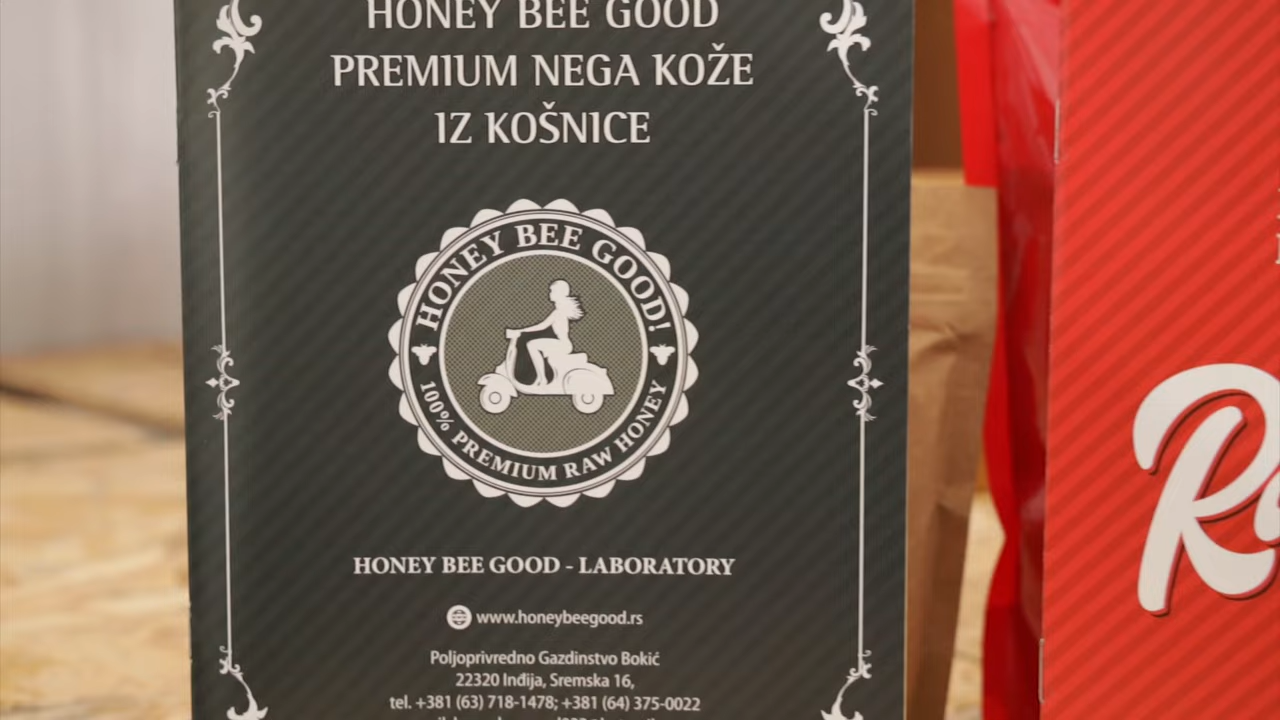 HONEY BEE GOOD
PREMIUM NEGA KOŽE
IZ KOŠNICE
HONEY BEE GOOD!
100% PREMIUM RAW HONEY
HONEY BEE GOOD - LABORATORY
www.honeybeegood.rs
Poljoprivredno Gazdinstvo Bokić
22320 Inđija, Sremska 16,
tel. +381 (63) 718-1478; +381 (64) 375-0022